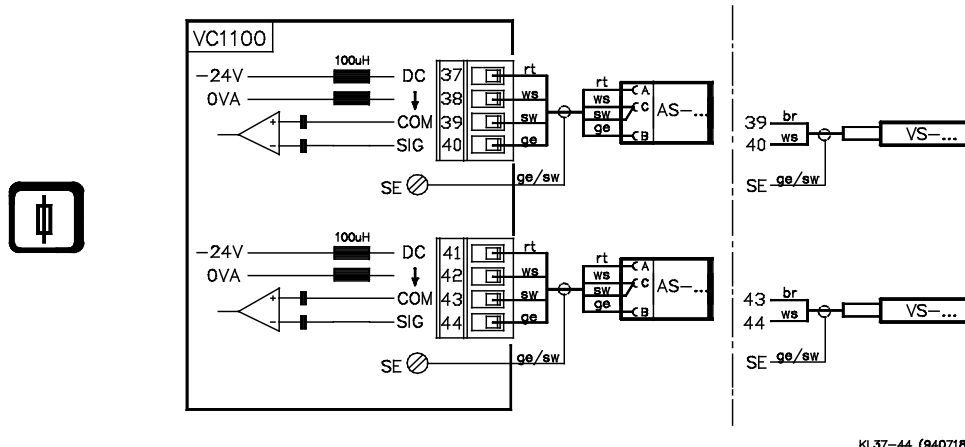 VC1100
100uH
-24V DC 37 rt
0VA 38 ws
+ COM 39 sw
- SIG 40 ge
SE ge/sw
rt A
ws C
sw
ge B
AS-...
39 br
40 ws
SE ge/sw
VS-...
100uH
-24V DC 41 rt
0VA 42 ws
+ COM 43 sw
- SIG 44 ge
SE ge/sw
rt A
ws C
sw
ge B
AS-...
43 br
44 ws
SE ge/sw
VS-...
KL37-44 (940718